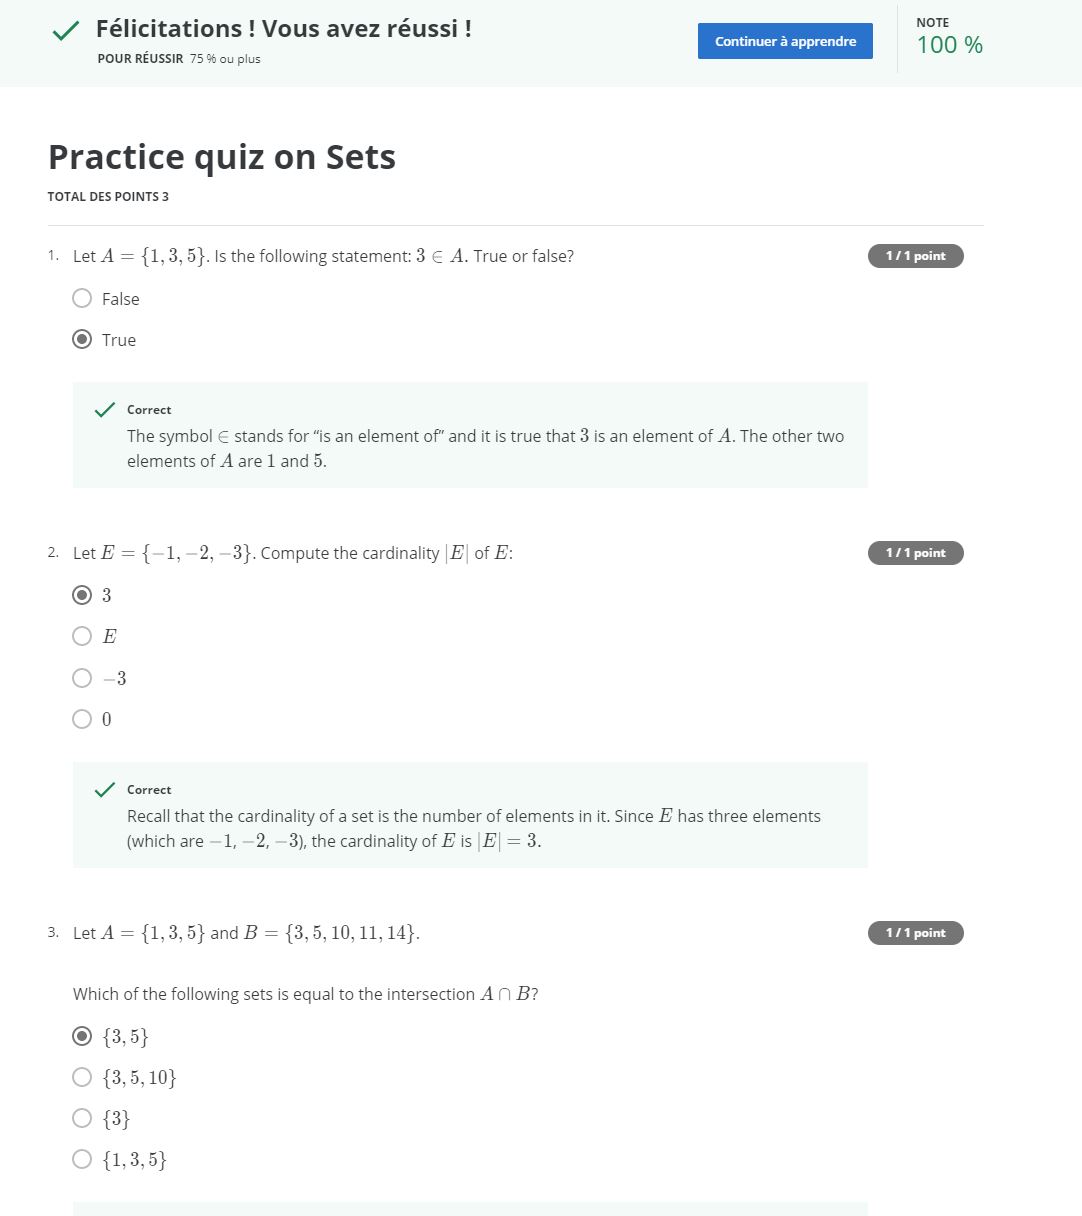 Félicitations ! Vous avez réussi !
POUR RÉUSSIR 75 % ou plus
Continuer à apprendre
NOTE
100 %
Practice quiz on Sets
TOTAL DES POINTS 3
1. Let A = {1, 3, 5}. Is the following statement: 3 ∈ A. True or false?
1 / 1 point
False
True
Correct
The symbol ∈ stands for “is an element of” and it is true that 3 is an element of A. The other two
elements of A are 1 and 5.
2. Let E = {−1, −2, −3}. Compute the cardinality |E| of E:
1 / 1 point
3
E
−3
0
Correct
Recall that the cardinality of a set is the number of elements in it. Since E has three elements
(which are −1, −2, −3), the cardinality of E is |E| = 3.
3. Let A = {1, 3, 5} and B = {3, 5, 10, 11, 14}.
1 / 1 point
Which of the following sets is equal to the intersection A ∩ B?
{3, 5}
{3, 5, 10}
{3}
{1, 3, 5}